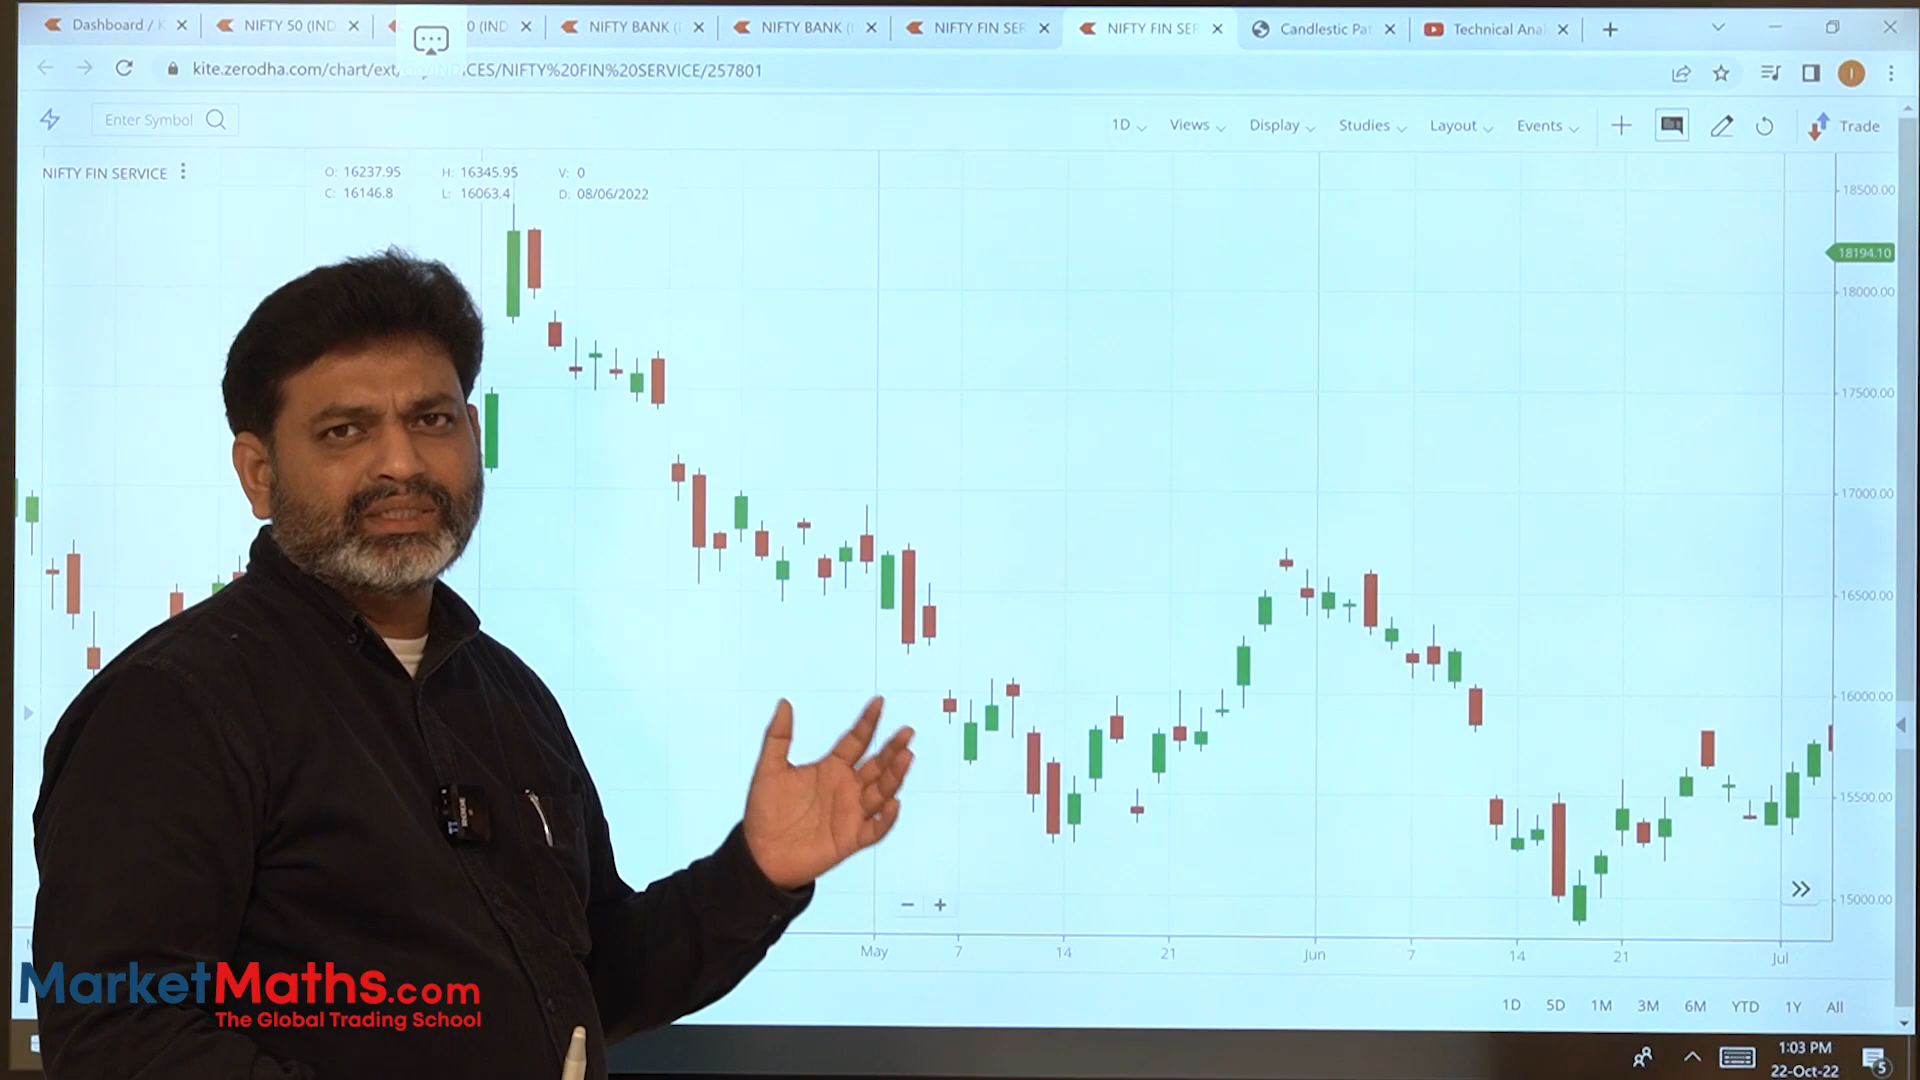 Dashboard / K
NIFTY 50 (IND
0 (IND
NIFTY BANK (I
NIFTY BANK (I
NIFTY FIN SER
NIFTY FIN SER
Candlestic Pat
Technical Anal
kite.zerodha.com/chart/ext/
INDICES/NIFTY%20FIN%20SERVICE/257801
I
Enter Symbol
1D Views Display Studies Layout Events Trade
NIFTY FIN SERVICE
O: 16237.95 H: 16345.95 V: 0
C: 16146.8 L: 16063.4 D: 08/06/2022
18500.00
18194.10
18000.00
17500.00
17000.00
16500.00
16000.00
15500.00
15000.00
May 7 14 21 Jun 7 14 21 Jul
1D 5D 1M 3M 6M YTD 1Y All
MarketMaths.com
The Global Trading School
1:03 PM
22-Oct-22
5